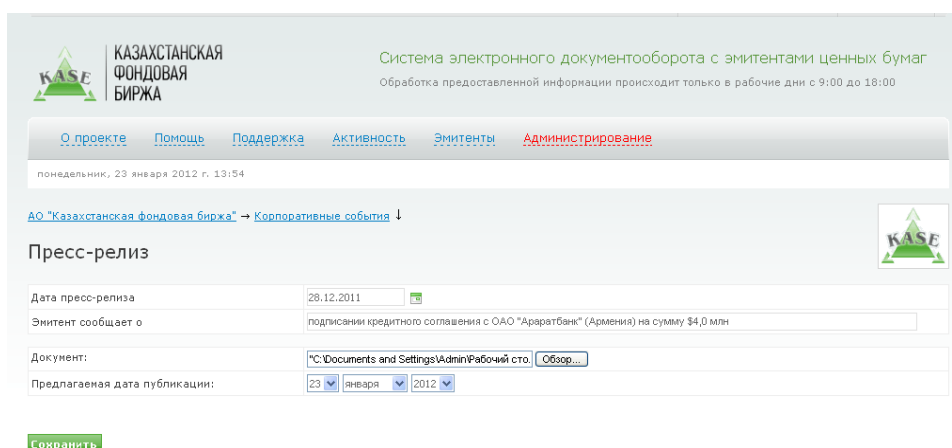 KASE
КАЗАХСТАНСКАЯ
ФОНДОВАЯ
БИРЖА
Система электронного документооборота с эмитентами ценных бумаг
Обработка предоставленной информации происходит только в рабочие дни с 9:00 до 18:00
О проекте Помощь Поддержка Активность Эмитенты Администрирование
понедельник, 23 января 2012 г. 13:54
АО "Казахстанская фондовая биржа" → Корпоративные события ↓
KASE
Пресс-релиз
Дата пресс-релиза 28.12.2011
Эмитент сообщает о подписании кредитного соглашения с ОАО "Араратбанк" (Армения) на сумму $4,0 млн
Документ: "C:\Documents and Settings\Admin\Рабочий сто. Обзор...
Предлагаемая дата публикации: 23 января 2012
Сохранить